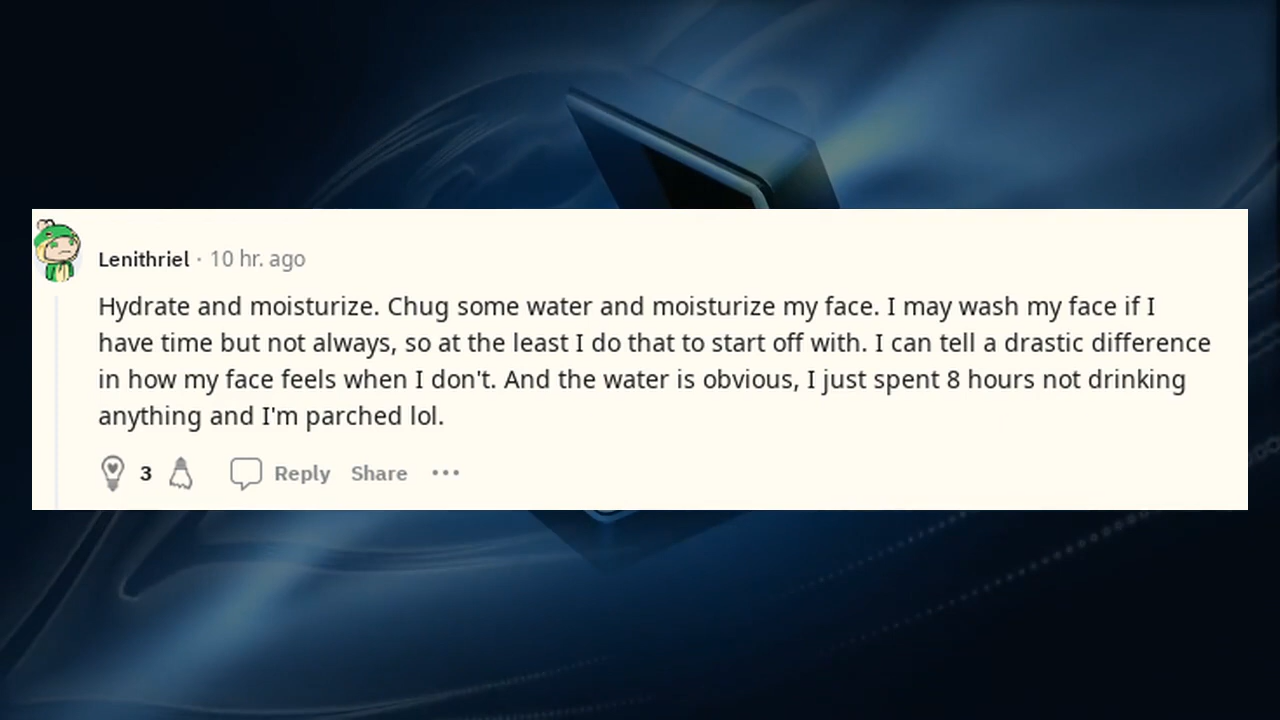 Lenithriel · 10 hr. ago
Hydrate and moisturize. Chug some water and moisturize my face. I may wash my face if I
have time but not always, so at the least I do that to start off with. I can tell a drastic difference
in how my face feels when I don't. And the water is obvious, I just spent 8 hours not drinking
anything and I'm parched lol.
3 Reply Share •••